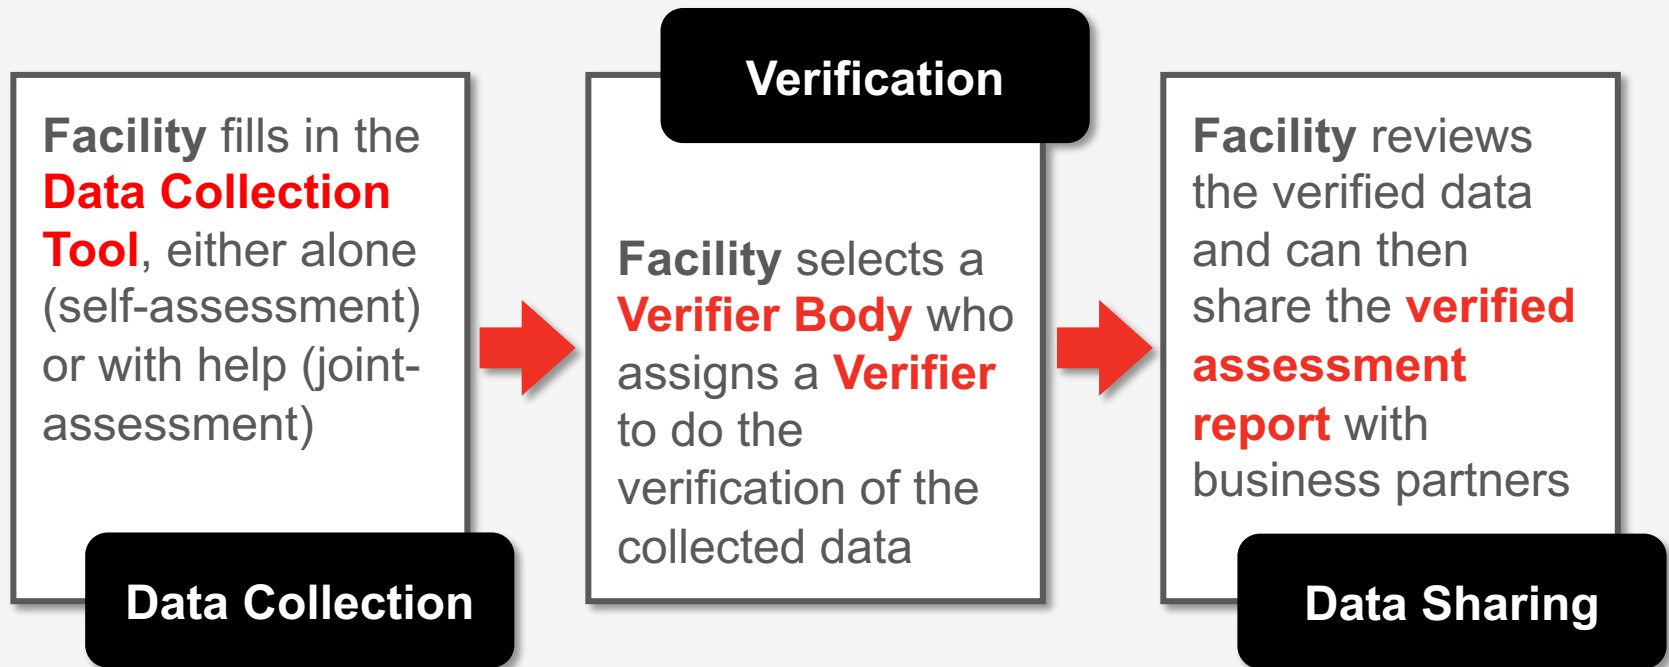 Facility fills in the
Data Collection
Tool, either alone
(self-assessment)
or with help (joint-
assessment)
Data Collection
Verification
Facility selects a
Verifier Body who
assigns a Verifier
to do the
verification of the
collected data
Facility reviews
the verified data
and can then
share the verified
assessment
report with
business partners
Data Sharing